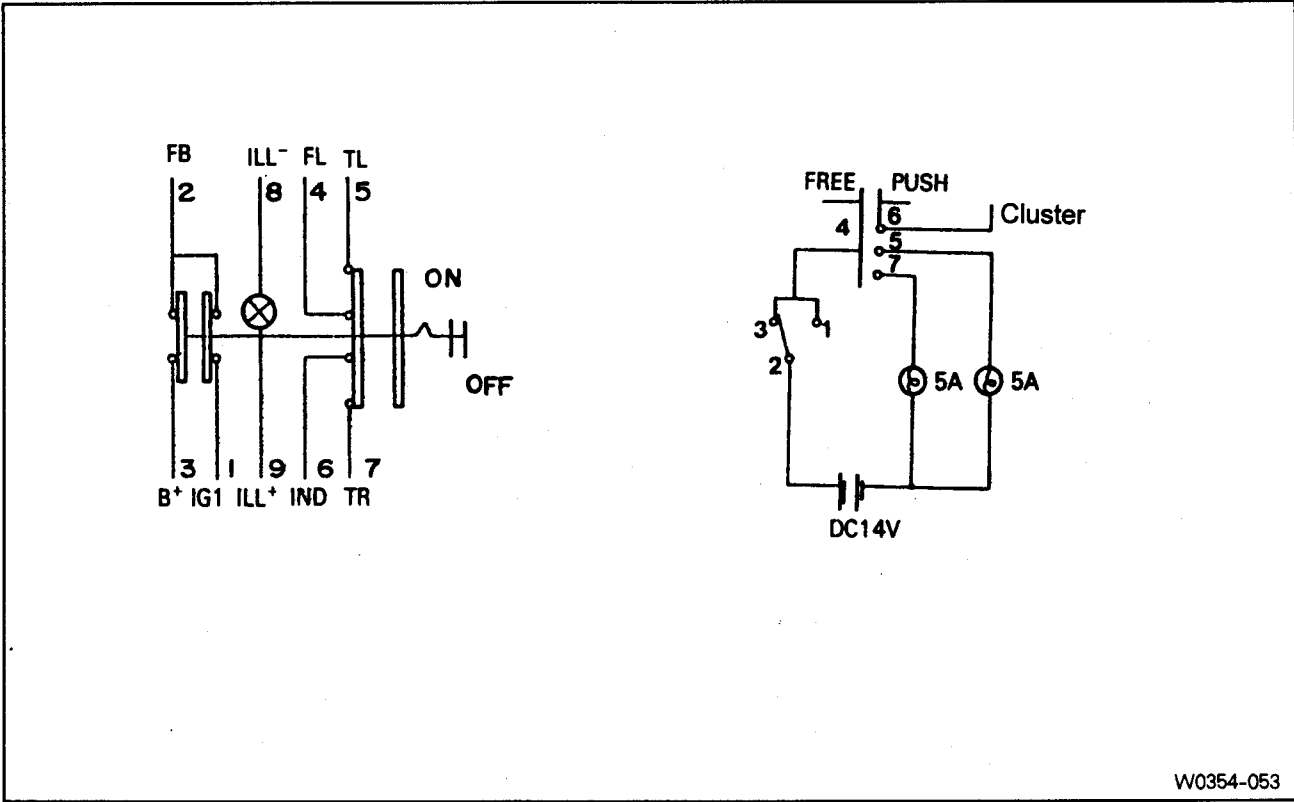 FB ILL⁻ FL TL
2 8 4 5
ON
OFF
3 1 9 6 7
B⁺ IG1 ILL⁺ IND TR
FREE PUSH
4 6 Cluster
5
7
3 1
2
5A 5A
DC14V
W0354-053